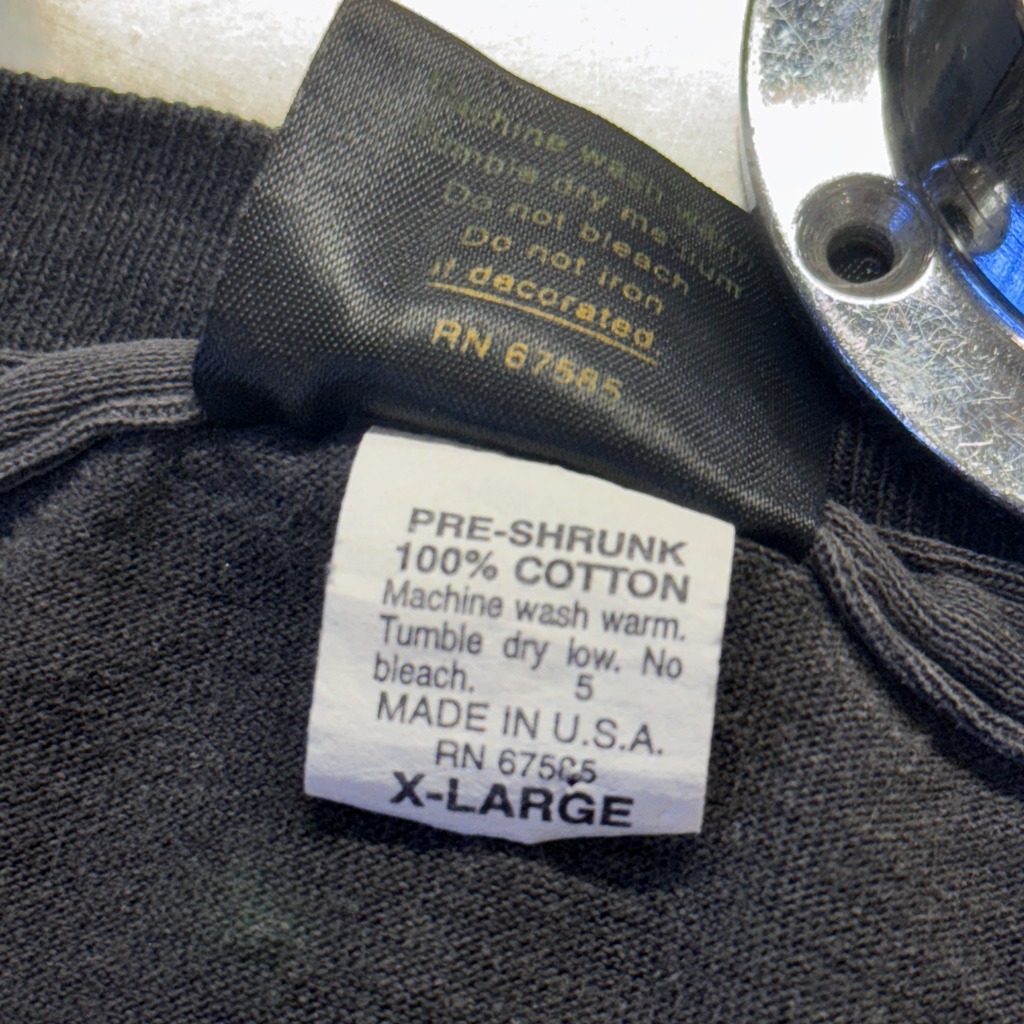 Machine wash warm
Tumble dry medium
Do not bleach
Do not iron
if decorated.
RN 67585
PRE-SHRUNK
100% COTTON
Machine wash warm.
Tumble dry low. No
bleach. 5
MADE IN U.S.A.
RN 67585
X-LARGE